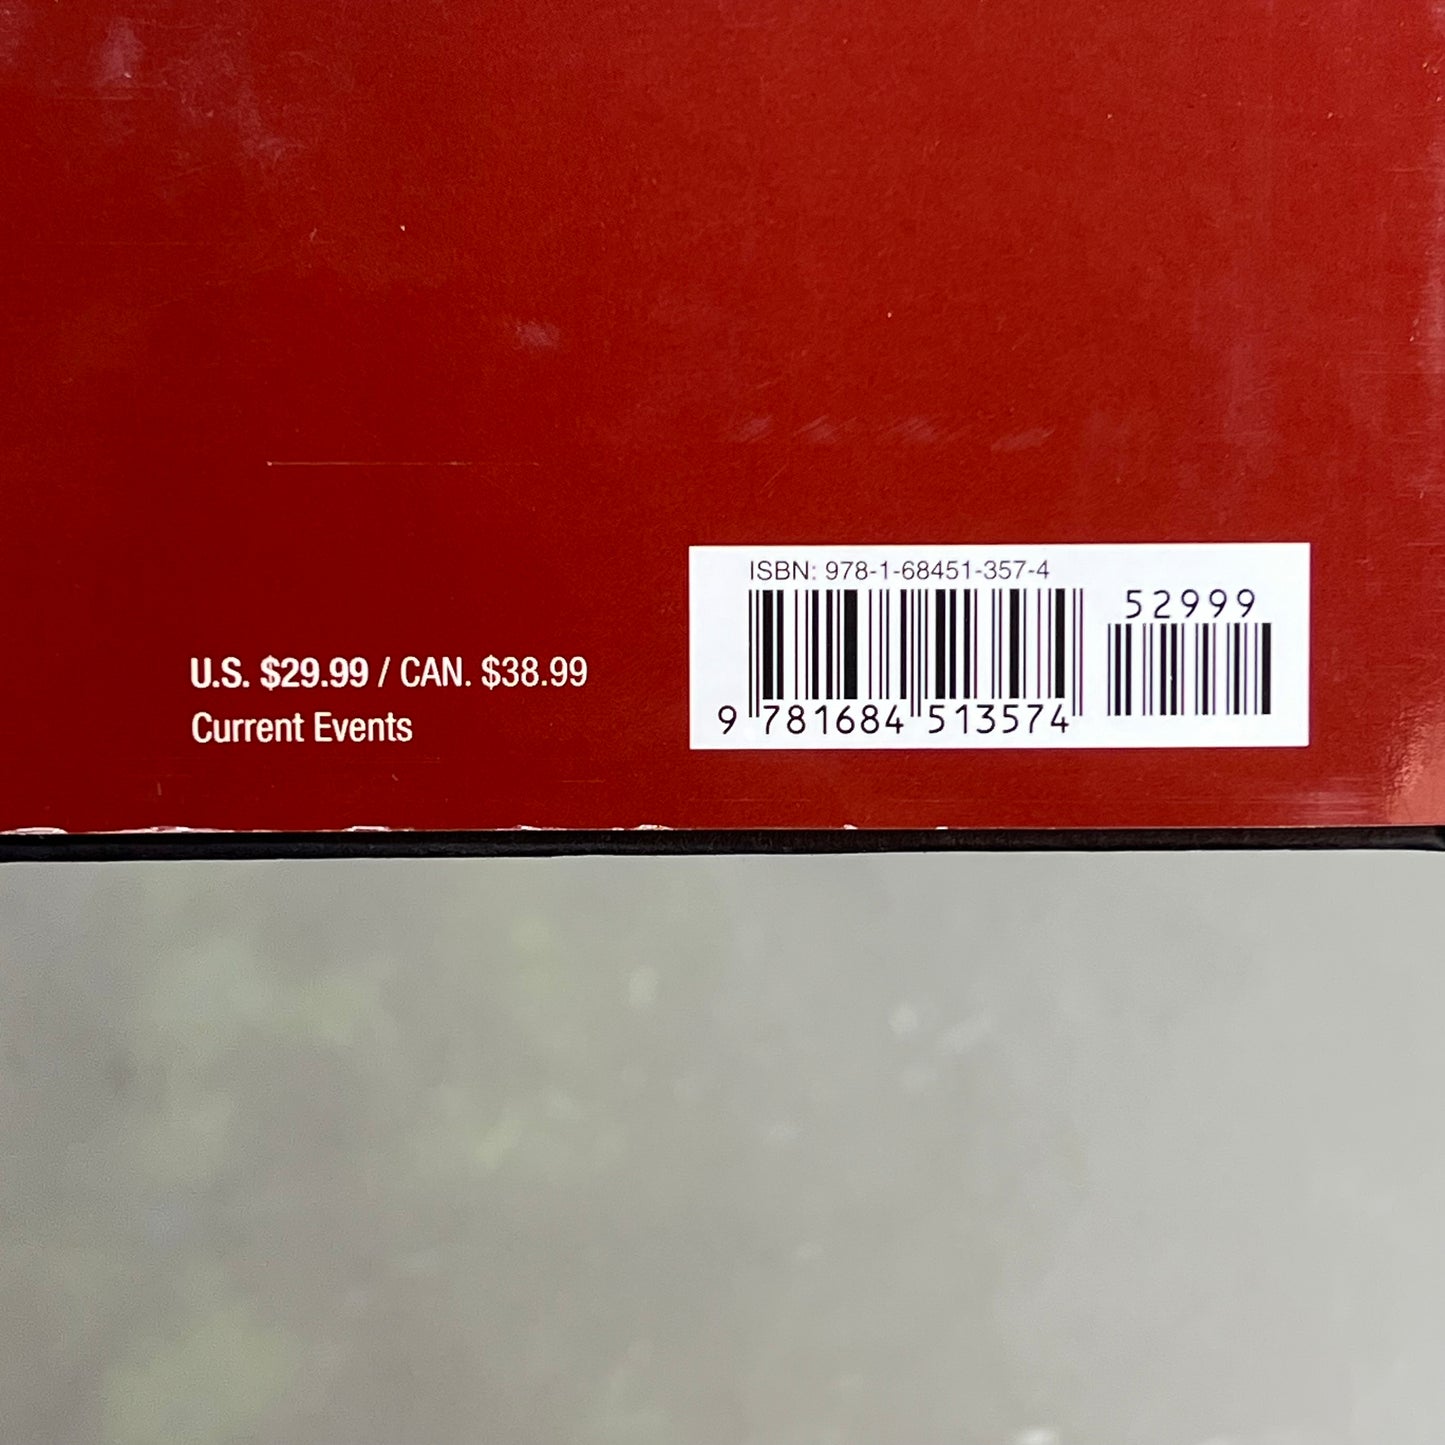 U.S. $29.99 / CAN. $38.99
Current Events
ISBN: 978-1-68451-357-4
52999
9 781684 513574